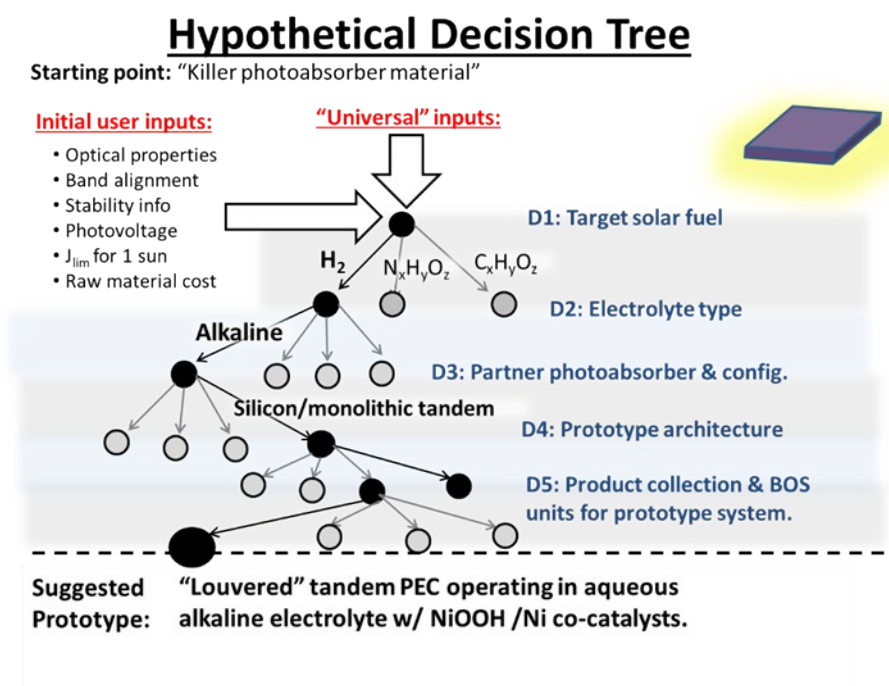 Hypothetical Decision Tree
Starting point: “Killer photoabsorber material”
Initial user inputs:
• Optical properties
• Band alignment
• Stability info
• Photovoltage
• Jlim for 1 sun
• Raw material cost
“Universal” inputs:
D1: Target solar fuel
H2
NxHyOz
CxHyOz
D2: Electrolyte type
Alkaline
D3: Partner photoabsorber & config.
Silicon/monolithic tandem
D4: Prototype architecture
D5: Product collection & BOS
units for prototype system.
Suggested
Prototype:
“Louvered” tandem PEC operating in aqueous
alkaline electrolyte w/ NiOOH /Ni co-catalysts.